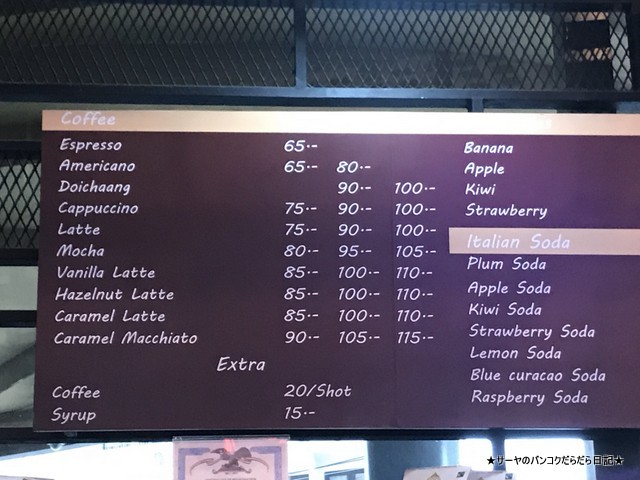 Coffee
Espresso 65.-
Americano 65.- 80.-
Doichaang 90.- 100.-
Cappuccino 75.- 90.- 100.-
Latte 75.- 90.- 100.-
Mocha 80.- 95.- 105.-
Vanilla Latte 85.- 100.- 110.-
Hazelnut Latte 85.- 100.- 110.-
Caramel Latte 85.- 100.- 110.-
Caramel Macchiato 90.- 105.- 115.-
Extra
Coffee 20/Shot
Syrup 15.-
Banana
Apple
Kiwi
Strawberry
Italian Soda
Plum Soda
Apple Soda
Kiwi Soda
Strawberry Soda
Lemon Soda
Blue curacao Soda
Raspberry Soda
★サーヤのバンコクだらだら日記★